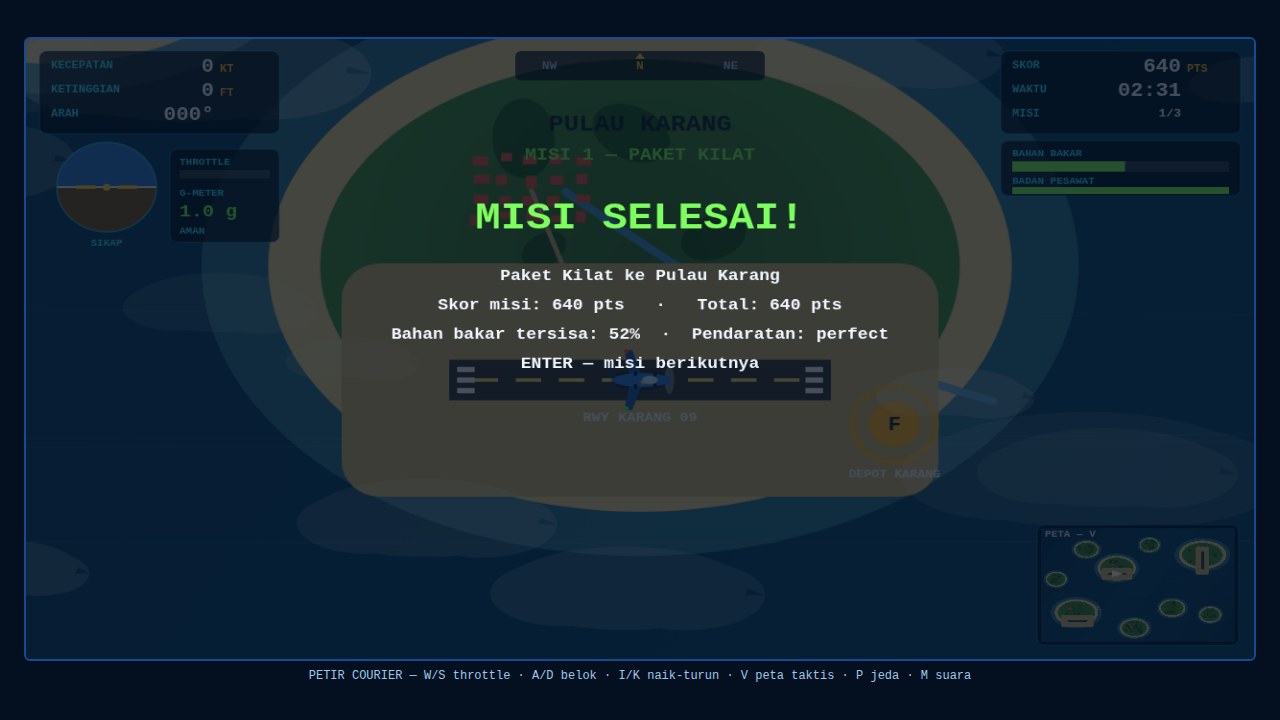 KECEPATAN 0 KT
KETINGGIAN 0 FT
ARAH 000°
NW N NE
SKOR 640 PTS
WAKTU 02:31
MISI 1/3
THROTTLE
G-METER
1.0 g
AMAN
SIKAP
BAHAN BAKAR
BADAN PESAWAT
PULAU KARANG
MISI 1 — PAKET KILAT
MISI SELESAI!
Paket Kilat ke Pulau Karang
Skor misi: 640 pts · Total: 640 pts
Bahan bakar tersisa: 52% · Pendaratan: perfect
ENTER — misi berikutnya
RWY KARANG 09
F
DEPOT KARANG
PETA — V
PETIR COURIER — W/S throttle · A/D belok · I/K naik-turun · V peta taktis · P jeda · M suara